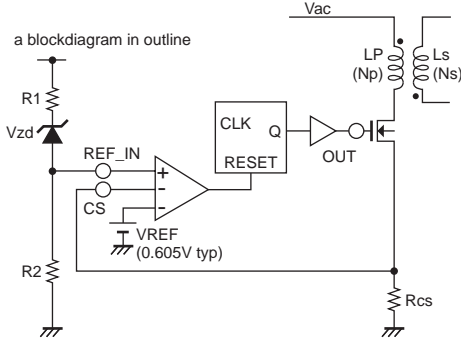 Vac
a blockdiagram in outline
LP
(Np)
Ls
(Ns)
R1
Vzd
CLK
Q
RESET
OUT
REF_IN
+
−
−
CS
VREF
(0.605V typ)
R2
Rcs